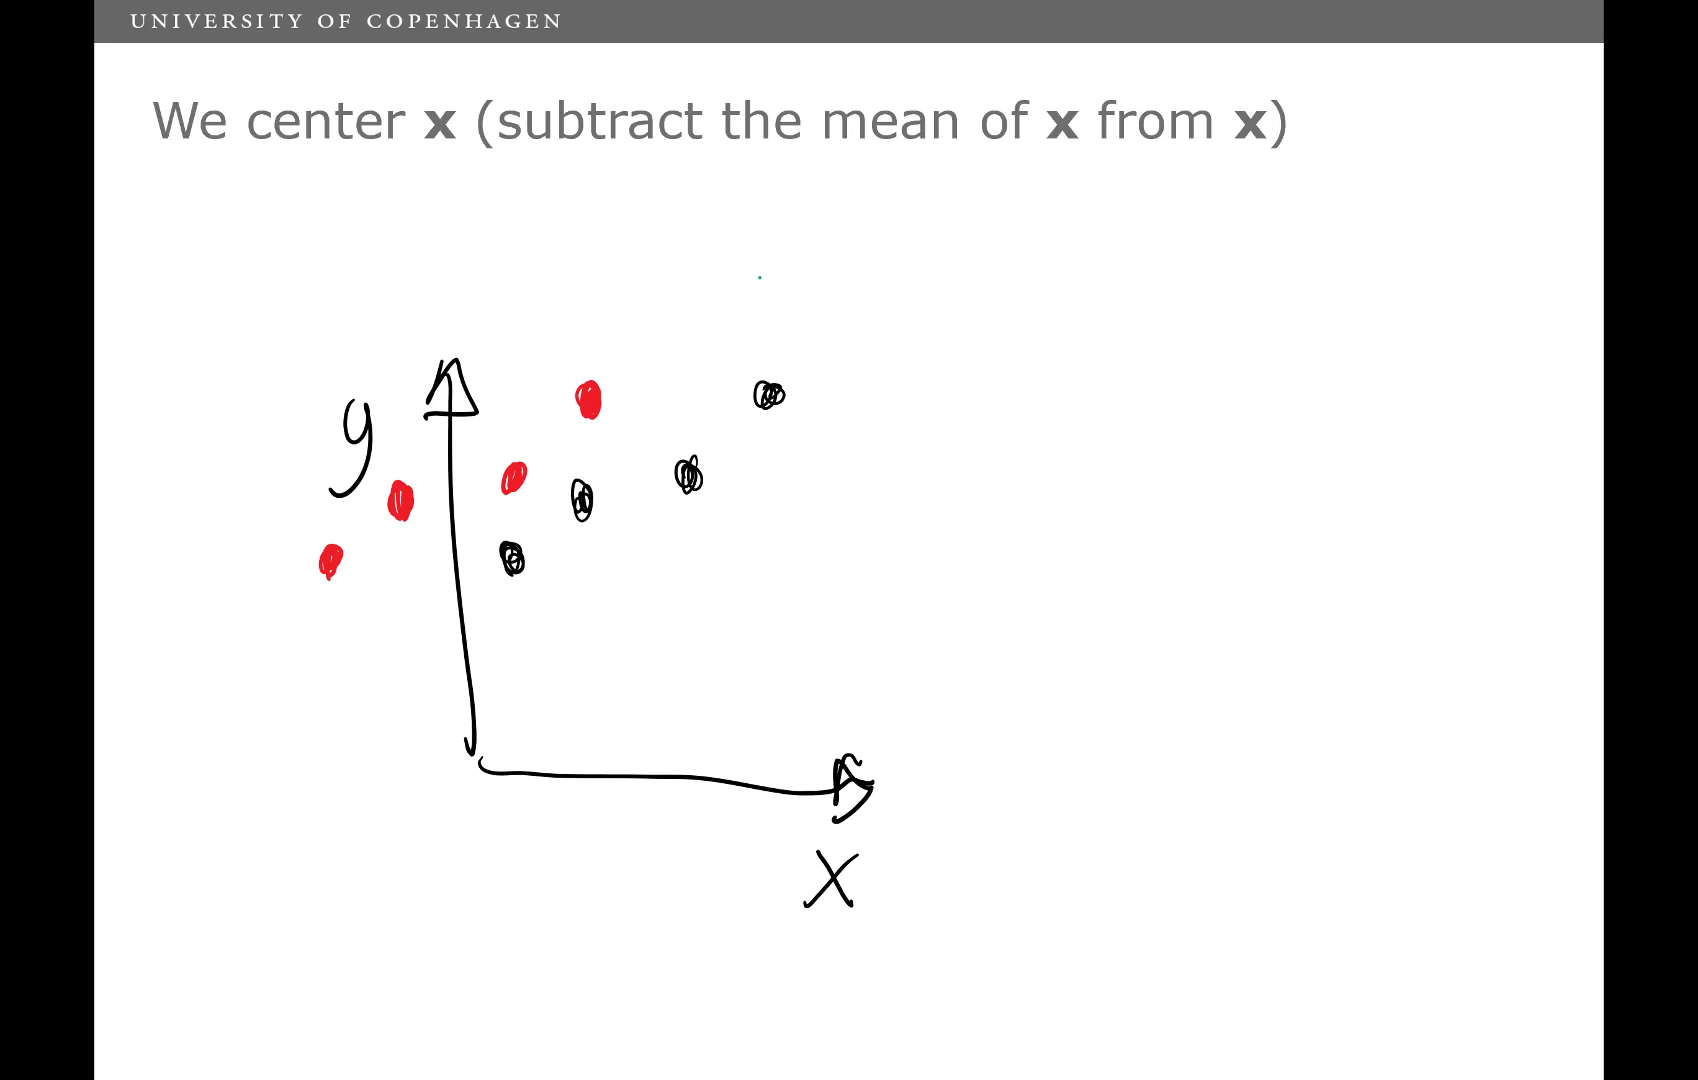 UNIVERSITY OF COPENHAGEN
We center x (subtract the mean of x from x)
y
x